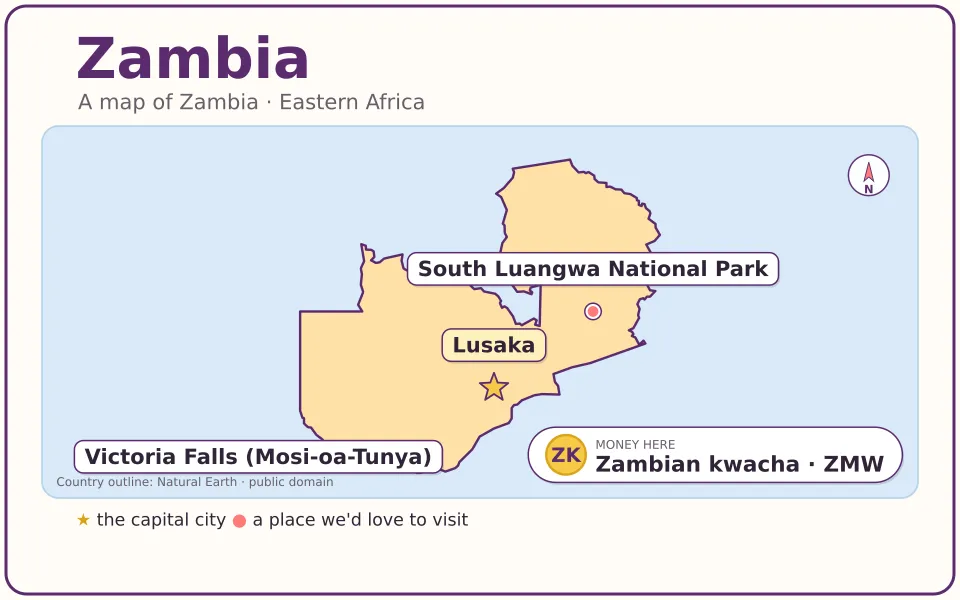 Zambia
A map of Zambia · Eastern Africa
N
South Luangwa National Park
Lusaka
Victoria Falls (Mosi-oa-Tunya)
ZK
MONEY HERE
Zambian kwacha · ZMW
Country outline: Natural Earth · public domain
★ the capital city ● a place we'd love to visit